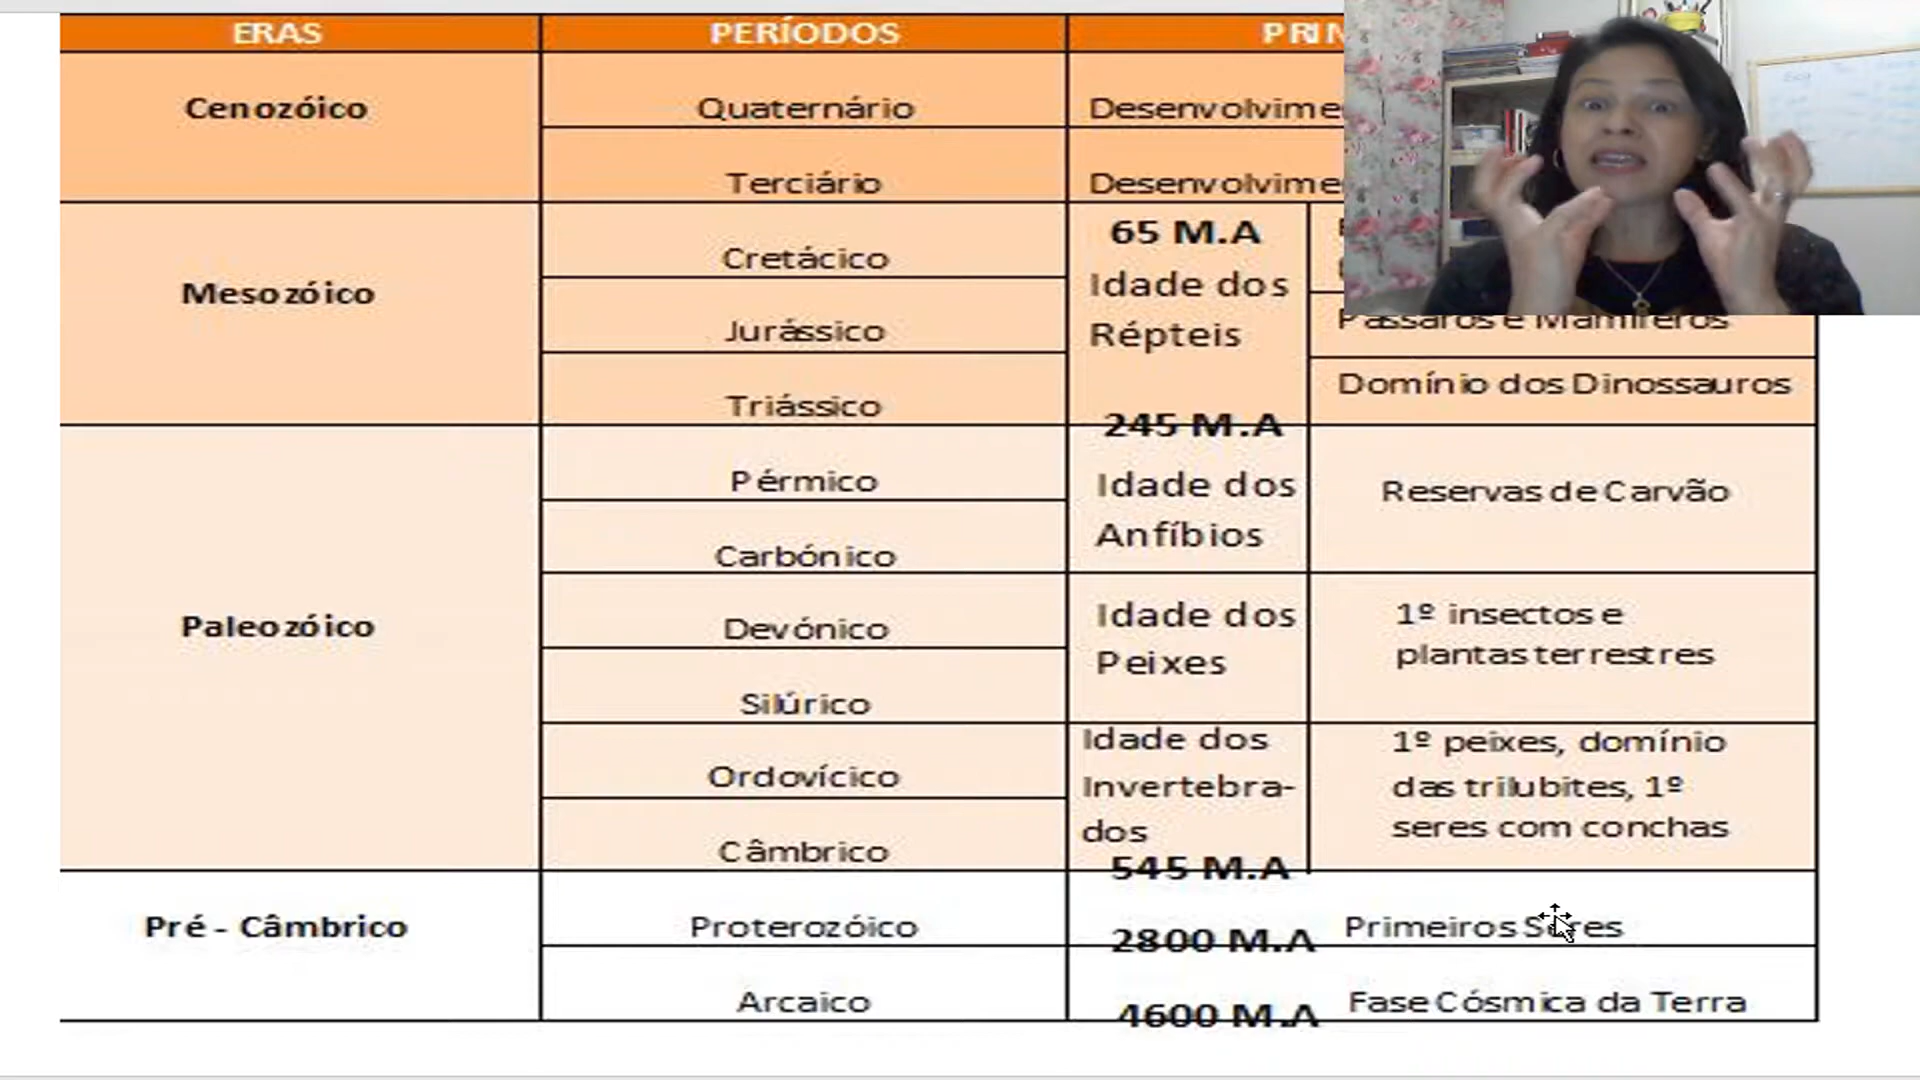 ERAS
PERÍODOS
Cenozóico
Quaternário
Terciário
Mesozóico
Cretácico
65 M.A
Idade dos
Répteis
Jurássico
Pássaros e Mamíferos
Triássico
Domínio dos Dinossauros
245 M.A
Paleozóico
Pérmico
Idade dos
Anfíbios
Reservas de Carvão
Carbónico
Devónico
Idade dos
Peixes
1º insectos e
plantas terrestres
Silúrico
Ordovícico
Idade dos
Invertebra-
dos
1º peixes, domínio
das trilubites, 1º
seres com conchas
Câmbrico
545 M.A
Pré - Câmbrico
Proterozóico
2800 M.A
Primeiros Seres
Arcaico
4600 M.A
Fase Cósmica da Terra